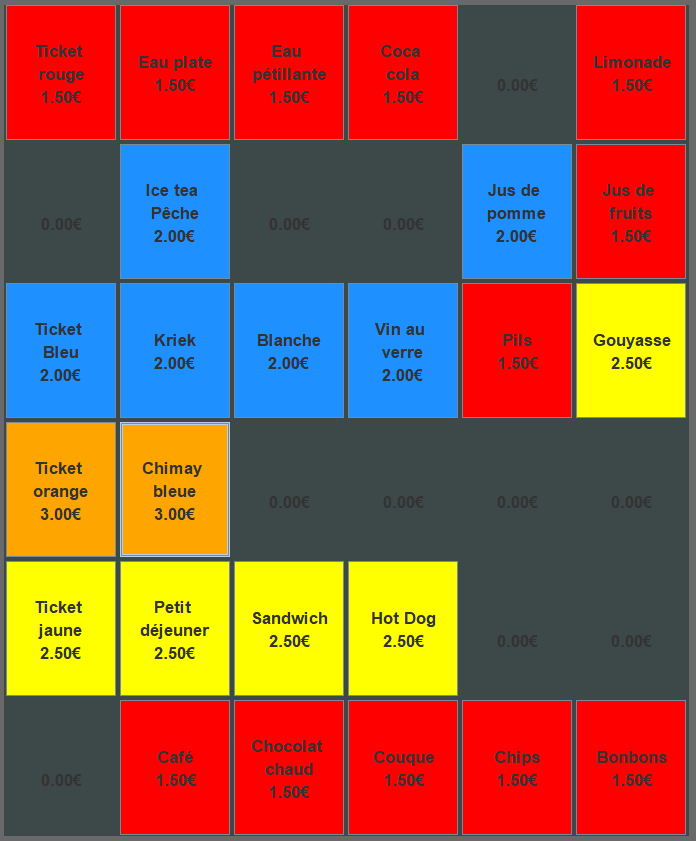 Ticket
rouge
1.50€
Eau plate
1.50€
Eau
pétillante
1.50€
Coca
cola
1.50€
0.00€
Limonade
1.50€
0.00€
Ice tea
Pêche
2.00€
0.00€
0.00€
Jus de
pomme
2.00€
Jus de
fruits
1.50€
Ticket
Bleu
2.00€
Kriek
2.00€
Blanche
2.00€
Vin au
verre
2.00€
Pils
1.50€
Gouyasse
2.50€
Ticket
orange
3.00€
Chimay
bleue
3.00€
0.00€
0.00€
0.00€
0.00€
Ticket
jaune
2.50€
Petit
déjeuner
2.50€
Sandwich
2.50€
Hot Dog
2.50€
0.00€
0.00€
0.00€
Café
1.50€
Chocolat
chaud
1.50€
Couque
1.50€
Chips
1.50€
Bonbons
1.50€